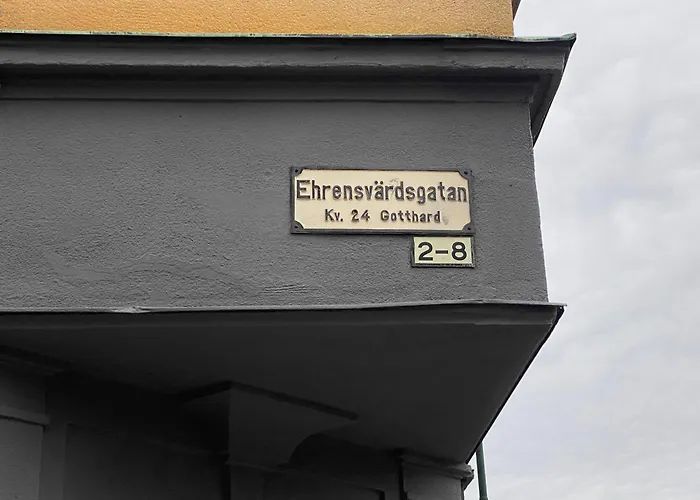 Ehrensvärdsgatan
Kv. 24 Gotthard
2-8